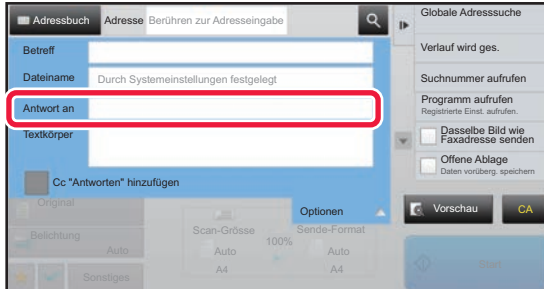 Adressbuch
Adresse
Berühren zur Adresseingabe
Betreff
Dateiname
Durch Systemeinstellungen festgelegt
Antwort an
Textkörper
Cc "Antworten" hinzufügen
Optionen
Original
Belichtung
Auto
Sonstiges
Scan-Grösse
Auto
A4
100%
Sende-Format
Auto
A4
Globale Adresssuche
Verlauf wird ges.
Suchnummer aufrufen
Programm aufrufen
Registrierte Einst. aufrufen.
Dasselbe Bild wie
Faxadresse senden
Offene Ablage
Daten vorüberg. speichern
Vorschau
CA
Start